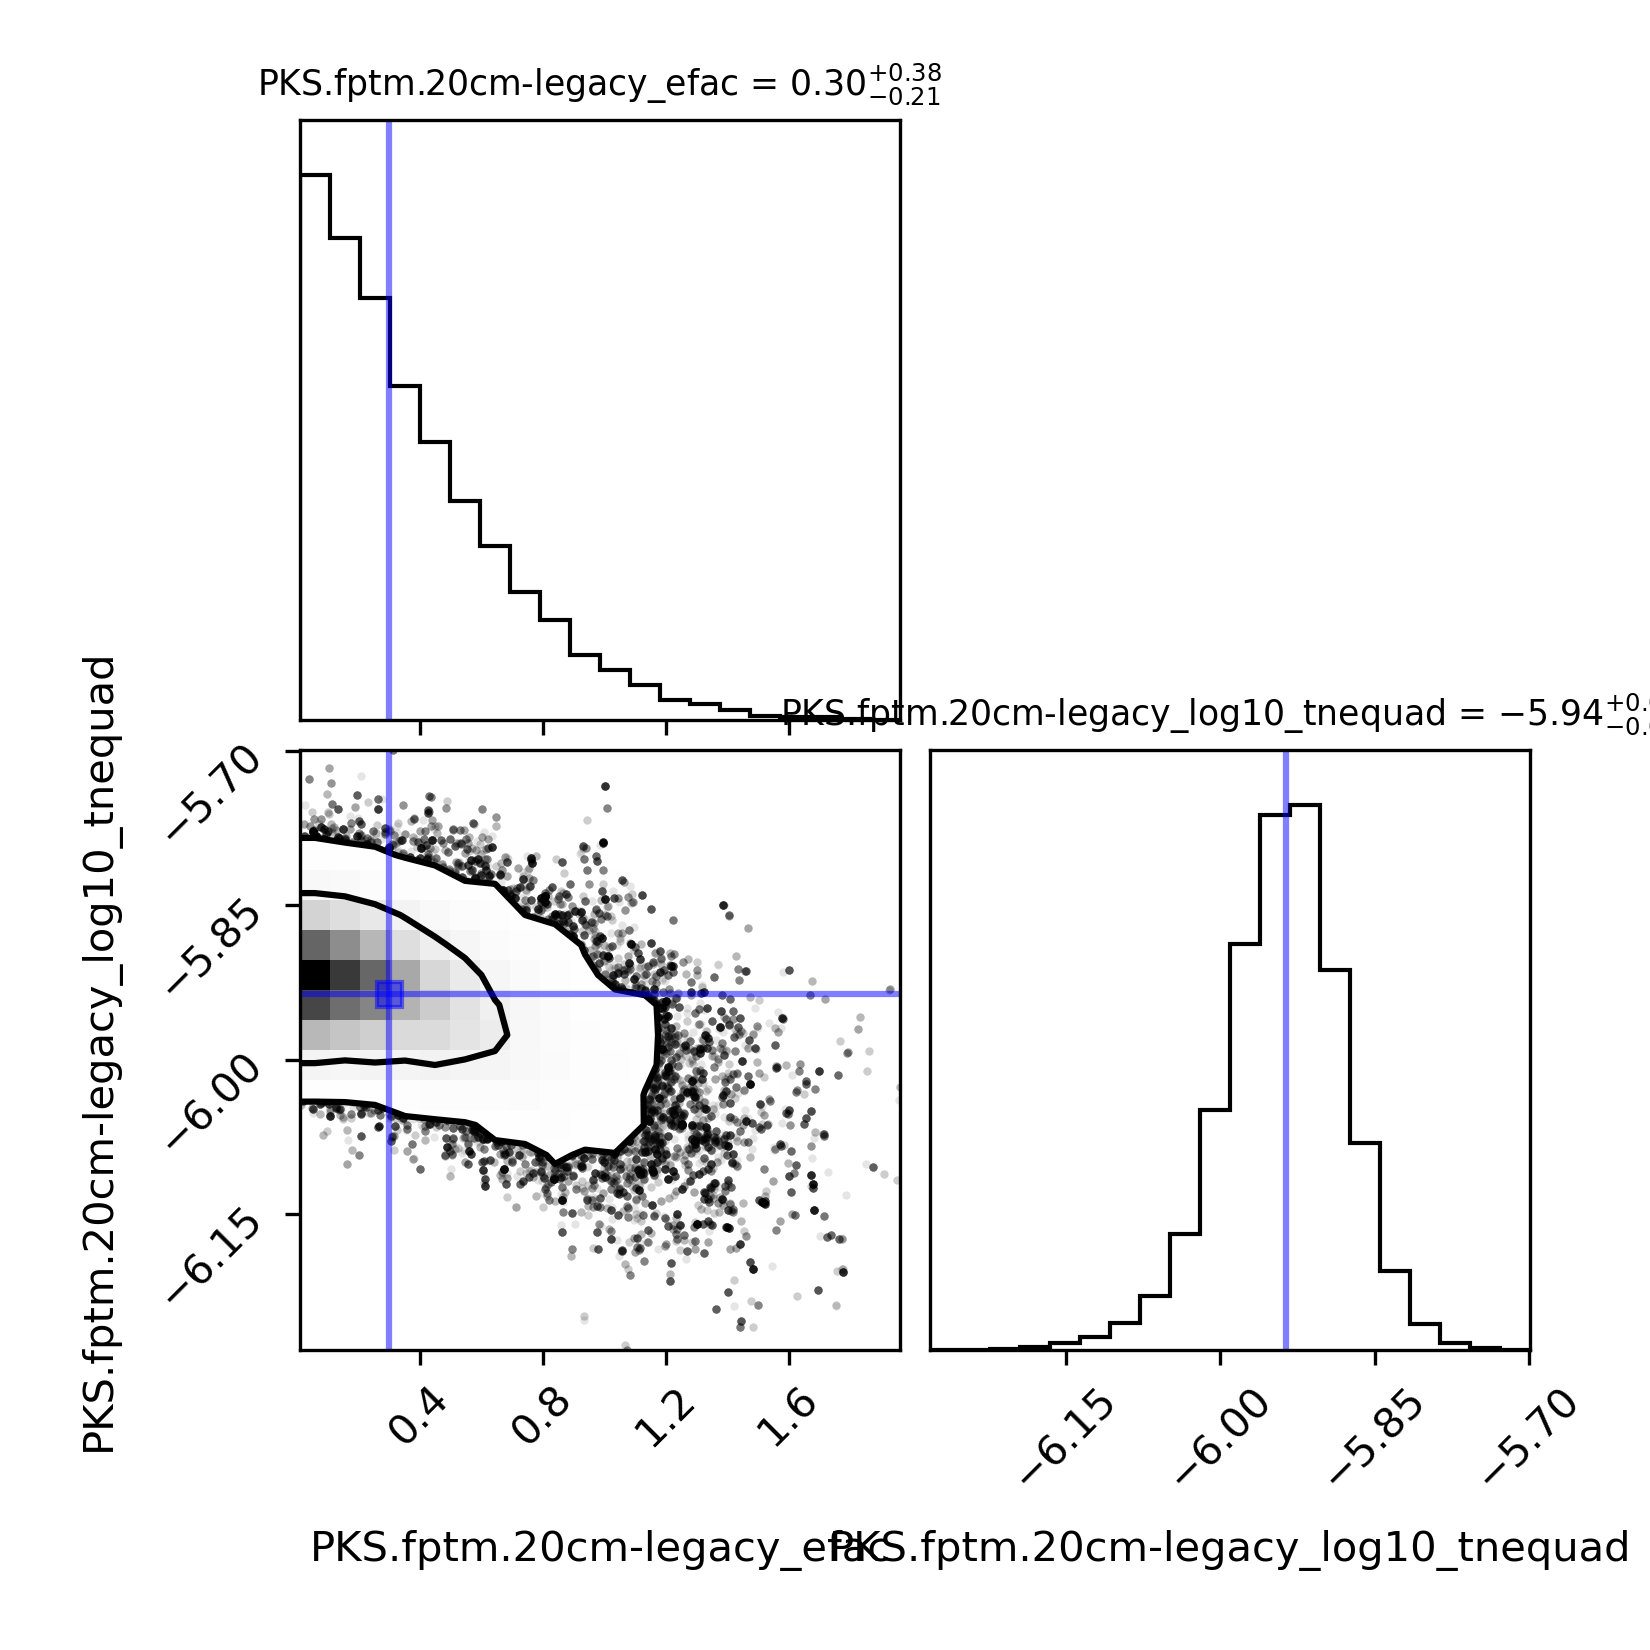 PKS.fptm.20cm-legacy_efac = 0.30+0.38 −0.21
PKS.fptm.20cm-legacy_log10_tnequad = −5.94
PKS.fptm.20cm-legacy_log10_tnequad
−5.70
−5.85
−6.00
−6.15
0.4
0.8
1.2
1.6
−6.15
−6.00
−5.85
−5.70
PKS.fptm.20cm-legacy_efac
PKS.fptm.20cm-legacy_log10_tnequad